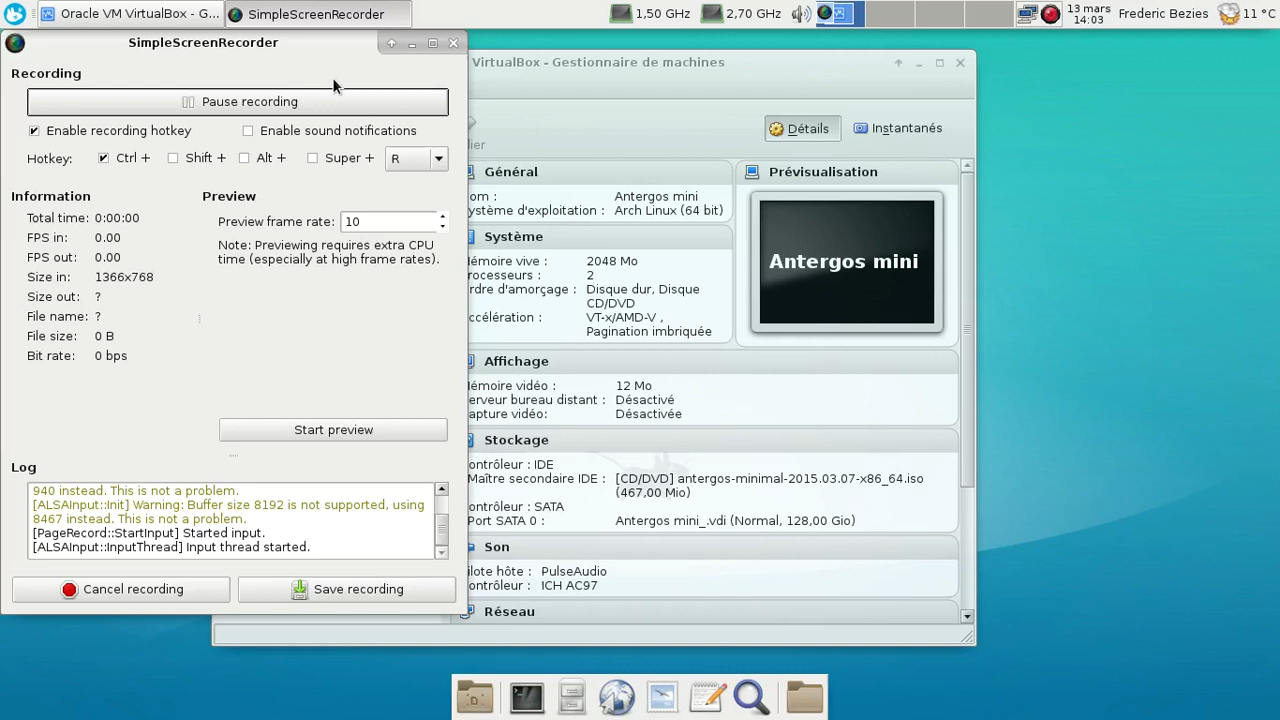 Oracle VM VirtualBox - G...
SimpleScreenRecorder
1,50 GHz
2,70 GHz
13 mars
14:03
Frederic Bezies
11 °C
SimpleScreenRecorder
Recording
Pause recording
Enable recording hotkey
Enable sound notifications
Hotkey:
Ctrl +
Shift +
Alt +
Super +
R
Information
Total time: 0:00:00
FPS in: 0.00
FPS out: 0.00
Size in: 1366x768
Size out: ?
File name: ?
File size: 0 B
Bit rate: 0 bps
Preview
Preview frame rate: 10
Note: Previewing requires extra CPU
time (especially at high frame rates).
Start preview
Log
940 instead. This is not a problem.
[ALSAInput::Init] Warning: Buffer size 8192 is not supported, using
8467 instead. This is not a problem.
[PageRecord::StartInput] Started input.
[ALSAInput::InputThread] Input thread started.
Cancel recording
Save recording
VirtualBox - Gestionnaire de machines
lier
Détails
Instantanés
Général
om : Antergos mini
ystème d'exploitation : Arch Linux (64 bit)
Système
émoire vive : 2048 Mo
rocesseurs : 2
rdre d'amorçage : Disque dur, Disque
CD/DVD
ccélération : VT-x/AMD-V ,
Pagination imbriquée
Prévisualisation
Antergos mini
Affichage
émoire vidéo : 12 Mo
erveur bureau distant : Désactivé
apture vidéo: Désactivée
Stockage
ontrôleur : IDE
Maître secondaire IDE : [CD/DVD] antergos-minimal-2015.03.07-x86_64.iso
(467,00 Mio)
ontrôleur : SATA
Port SATA 0 : Antergos mini_.vdi (Normal, 128,00 Gio)
Son
ilote hôte : PulseAudio
ontrôleur : ICH AC97
Réseau